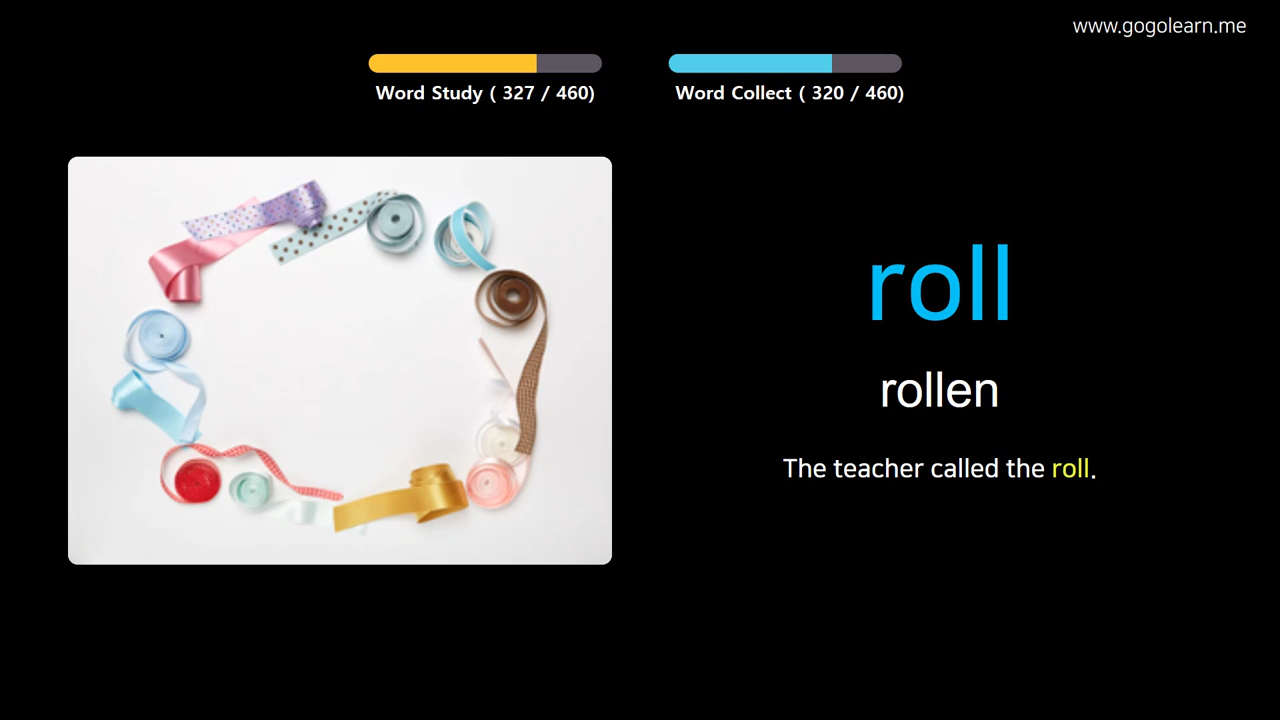 www.gogolearn.me
Word Study ( 327 / 460)
Word Collect ( 320 / 460)
roll
rollen
The teacher called the roll.